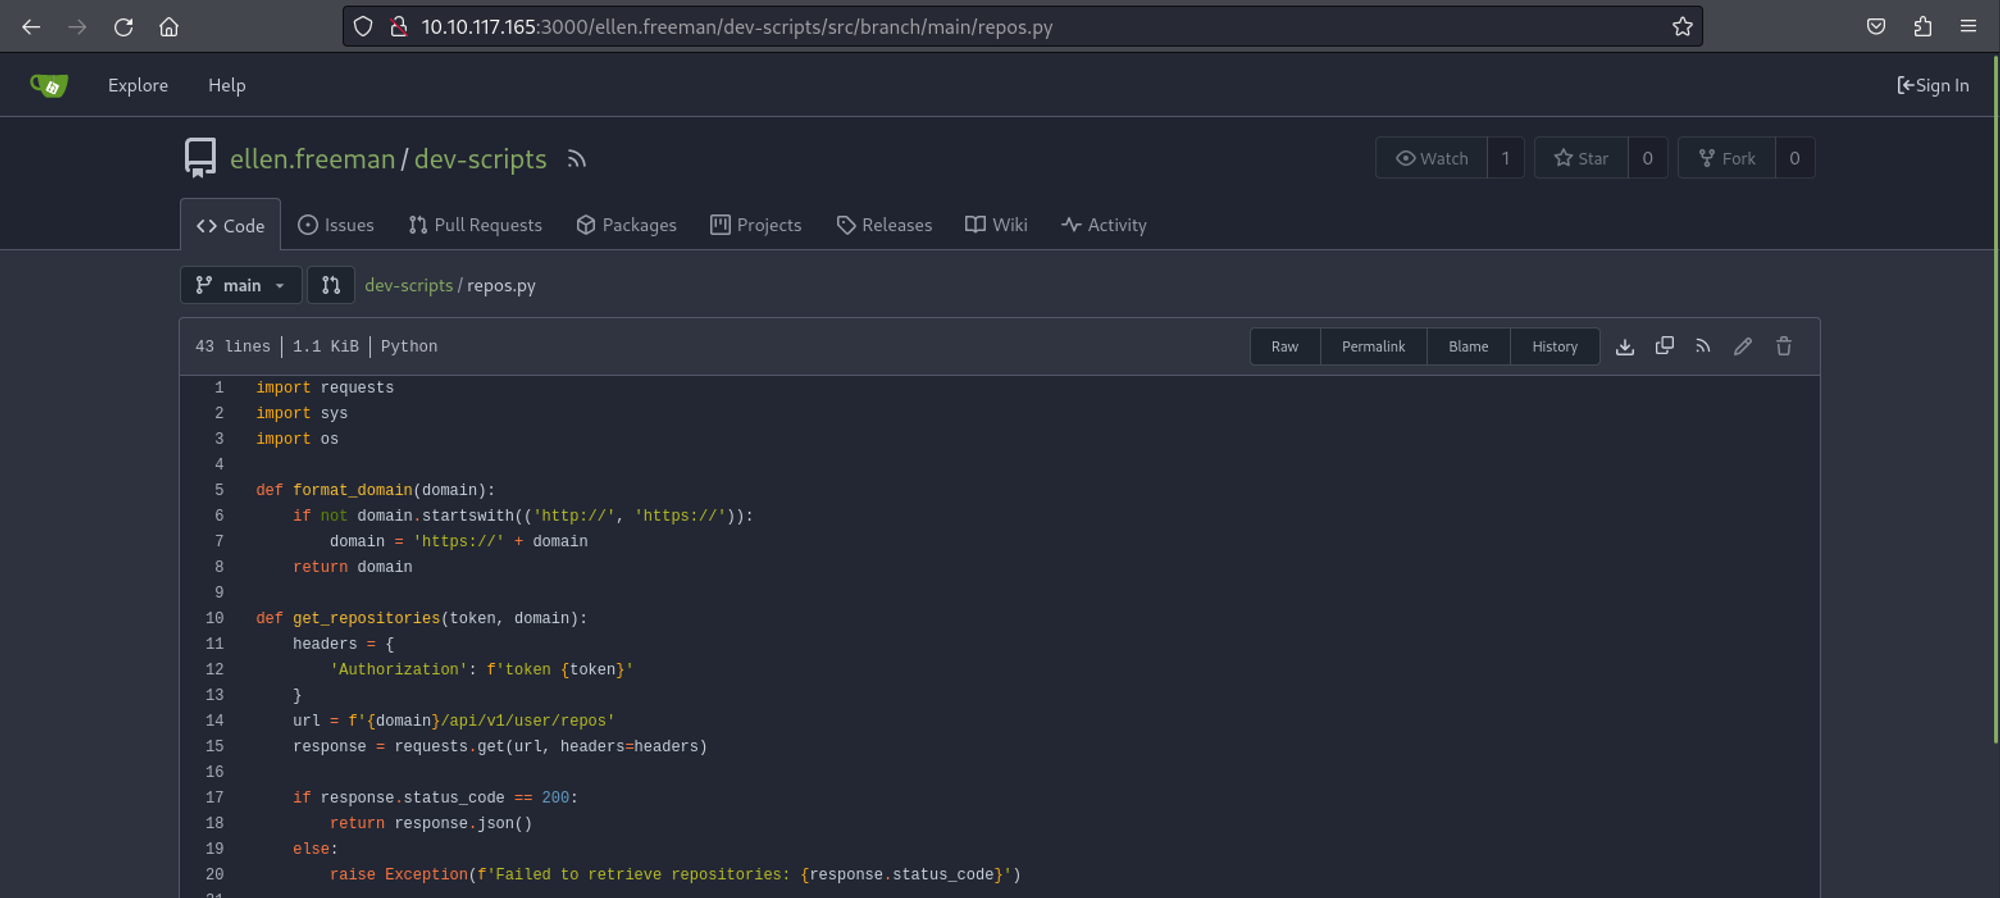 10.10.117.165:3000/ellen.freeman/dev-scripts/src/branch/main/repos.py
Explore Help Sign In
ellen.freeman / dev-scripts Watch 1 Star 0 Fork 0
Code Issues Pull Requests Packages Projects Releases Wiki Activity
main dev-scripts / repos.py
43 lines 1.1 KiB Python Raw Permalink Blame History
1 import requests
2 import sys
3 import os
4
5 def format_domain(domain):
6     if not domain.startswith(('http://', 'https://')):
7         domain = 'https://' + domain
8     return domain
9
10 def get_repositories(token, domain):
11     headers = {
12         'Authorization': f'token {token}'
13     }
14     url = f'{domain}/api/v1/user/repos'
15     response = requests.get(url, headers=headers)
16
17     if response.status_code == 200:
18         return response.json()
19     else:
20         raise Exception(f'Failed to retrieve repositories: {response.status_code}')